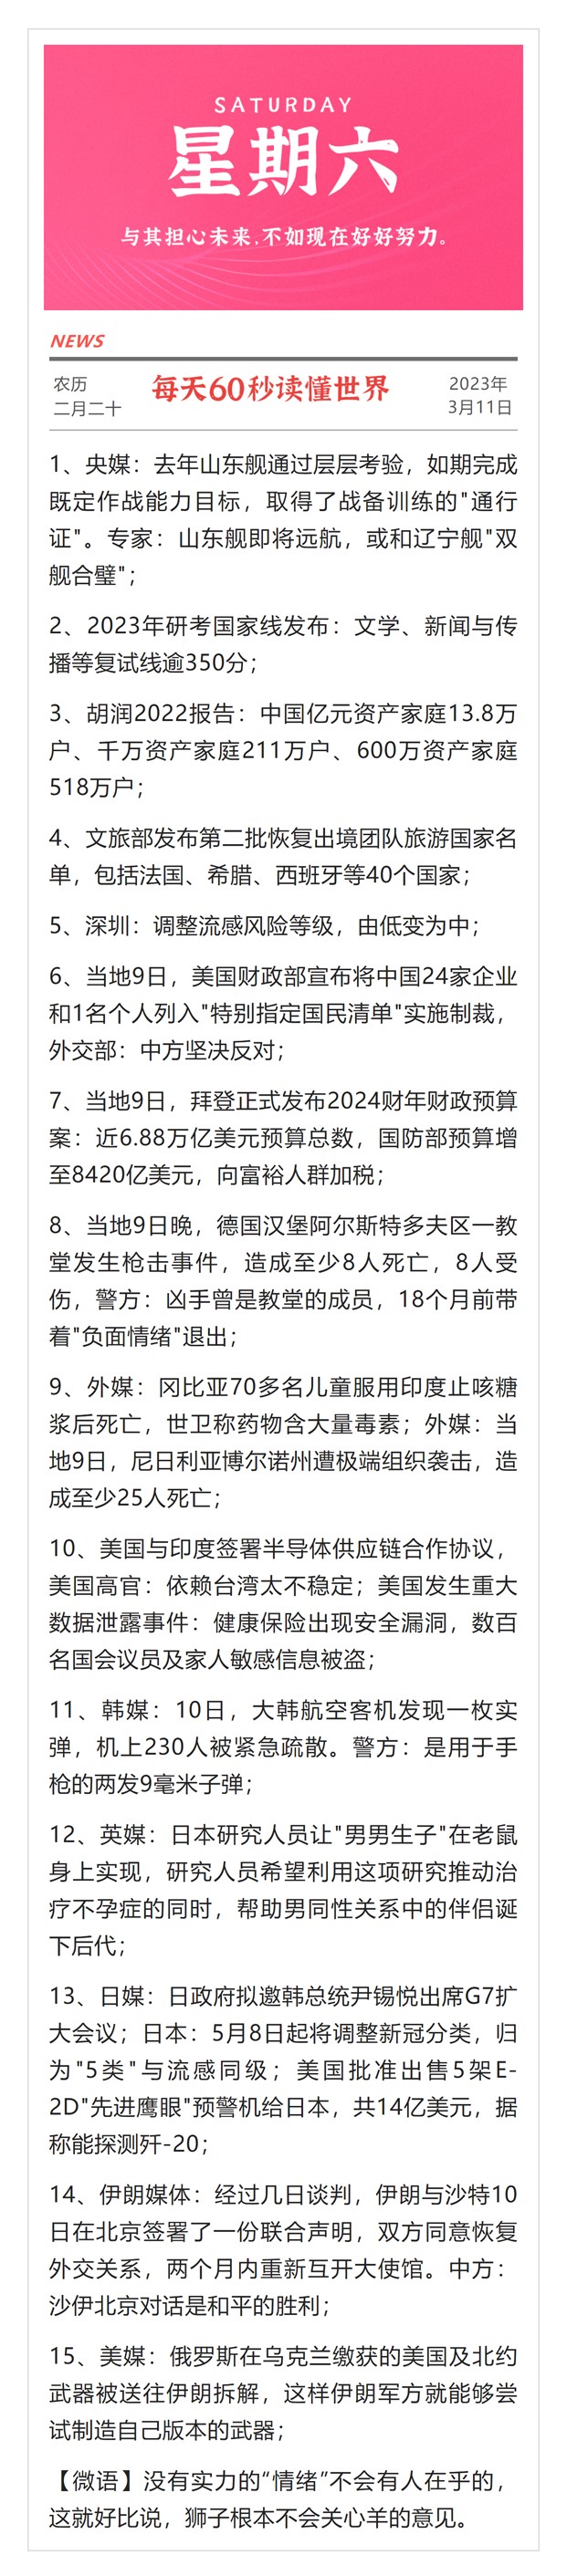 SATURDAY
星期六
与其担心未来,不如现在好好努力。
NEWS
农历
二月二十
每天60秒读懂世界
2023年
3月11日
1、央媒：去年山东舰通过层层考验，如期完成
既定作战能力目标，取得了战备训练的"通行
证"。专家：山东舰即将远航，或和辽宁舰"双
舰合璧"；
2、2023年研考国家线发布：文学、新闻与传
播等复试线逾350分；
3、胡润2022报告：中国亿元资产家庭13.8万
户、千万资产家庭211万户、600万资产家庭
518万户；
4、文旅部发布第二批恢复出境团队旅游国家名
单，包括法国、希腊、西班牙等40个国家；
5、深圳：调整流感风险等级，由低变为中；
6、当地9日，美国财政部宣布将中国24家企业
和1名个人列入"特别指定国民清单"实施制裁，
外交部：中方坚决反对；
7、当地9日，拜登正式发布2024财年财政预算
案：近6.88万亿美元预算总数，国防部预算增
至8420亿美元，向富裕人群加税；
8、当地9日晚，德国汉堡阿尔斯特多夫区一教
堂发生枪击事件，造成至少8人死亡，8人受
伤，警方：凶手曾是教堂的成员，18个月前带
着"负面情绪"退出；
9、外媒：冈比亚70多名儿童服用印度止咳糖
浆后死亡，世卫称药物含大量毒素；外媒：当
地9日，尼日利亚博尔诺州遭极端组织袭击，造
成至少25人死亡；
10、美国与印度签署半导体供应链合作协议，
美国高官：依赖台湾太不稳定；美国发生重大
数据泄露事件：健康保险出现安全漏洞，数百
名国会议员及家人敏感信息被盗；
11、韩媒：10日，大韩航空客机发现一枚实
弹，机上230人被紧急疏散。警方：是用于手
枪的两发9毫米子弹；
12、英媒：日本研究人员让"男男生子"在老鼠
身上实现，研究人员希望利用这项研究推动治
疗不孕症的同时，帮助男同性关系中的伴侣诞
下后代；
13、日媒：日政府拟邀韩总统尹锡悦出席G7扩
大会议；日本：5月8日起将调整新冠分类，归
为"5类"与流感同级；美国批准出售5架E-
2D"先进鹰眼"预警机给日本，共14亿美元，据
称能探测歼-20；
14、伊朗媒体：经过几日谈判，伊朗与沙特10
日在北京签署了一份联合声明，双方同意恢复
外交关系，两个月内重新互开大使馆。中方：
沙伊北京对话是和平的胜利；
15、美媒：俄罗斯在乌克兰缴获的美国及北约
武器被送往伊朗拆解，这样伊朗军方就能够尝
试制造自己版本的武器；
【微语】没有实力的“情绪”不会有人在乎的，
这就好比说，狮子根本不会关心羊的意见。